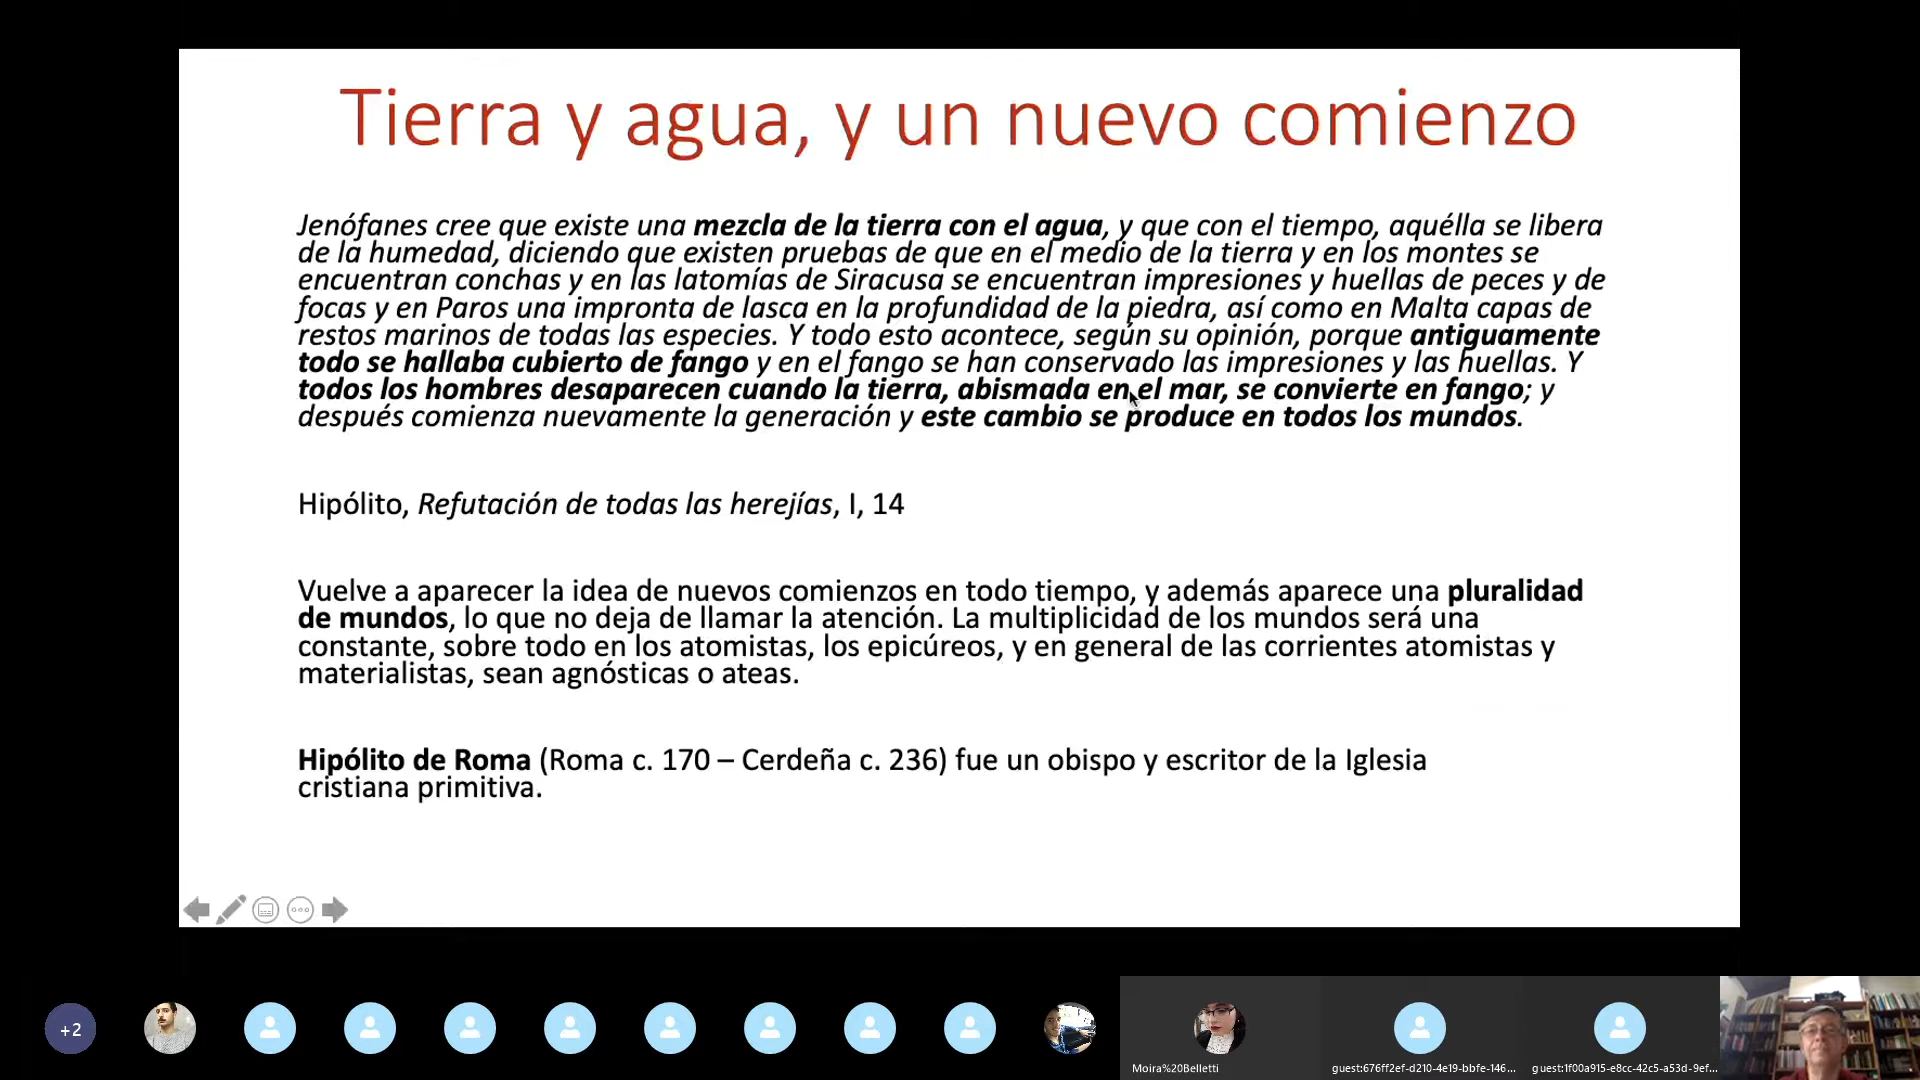 Tierra y agua, y un nuevo comienzo
Jenófanes cree que existe una mezcla de la tierra con el agua, y que con el tiempo, aquélla se libera
de la humedad, diciendo que existen pruebas de que en el medio de la tierra y en los montes se
encuentran conchas y en las latomías de Siracusa se encuentran impresiones y huellas de peces y de
focas y en Paros una impronta de lasca en la profundidad de la piedra, así como en Malta capas de
restos marinos de todas las especies. Y todo esto acontece, según su opinión, porque antiguamente
todo se hallaba cubierto de fango y en el fango se han conservado las impresiones y las huellas. Y
todos los hombres desaparecen cuando la tierra, abismada en el mar, se convierte en fango; y
después comienza nuevamente la generación y este cambio se produce en todos los mundos.
Hipólito, Refutación de todas las herejías, I, 14
Vuelve a aparecer la idea de nuevos comienzos en todo tiempo, y además aparece una pluralidad
de mundos, lo que no deja de llamar la atención. La multiplicidad de los mundos será una
constante, sobre todo en los atomistas, los epicúreos, y en general de las corrientes atomistas y
materialistas, sean agnósticas o ateas.
Hipólito de Roma (Roma c. 170 – Cerdeña c. 236) fue un obispo y escritor de la Iglesia
cristiana primitiva.
+2
Moira%20Belletti
guest:676ff2ef-d210-4e19-bbfe-146...
guest:1f00a915-e8cc-42c5-a53d-9ef...